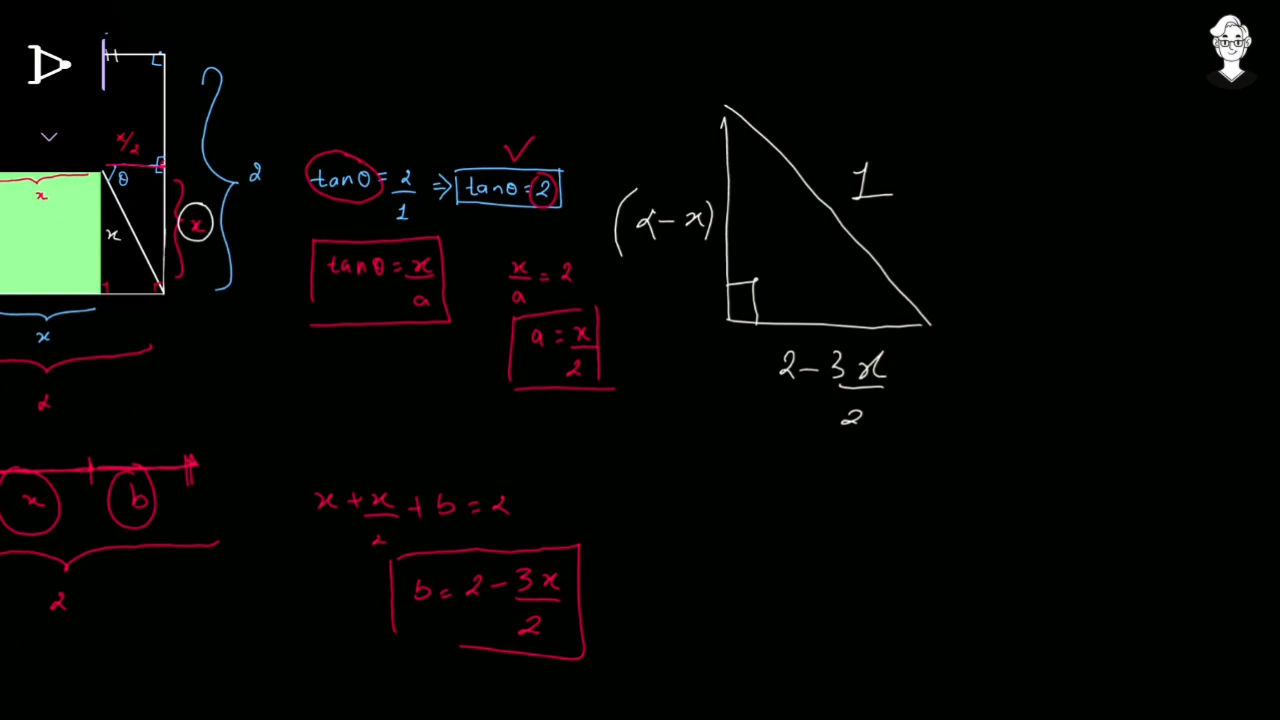 x/2
θ
2
x
x
x
x
2
x b
2
tanθ = 2/1 ⇒ tanθ = 2
tanθ = x/a
x/a = 2
a = x/2
x + x/2 + b = 2
b = 2 - 3x/2
(2 - x)
1
2 - 3x/2